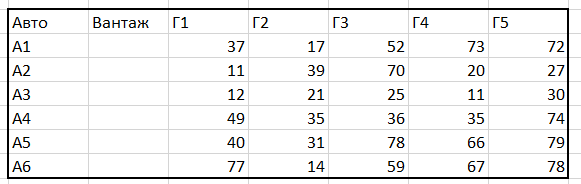 Авто Вантаж Г1 Г2 Г3 Г4 Г5
А1 37 17 52 73 72
А2 11 39 70 20 27
А3 12 21 25 11 30
А4 49 35 36 35 74
А5 40 31 78 66 79
А6 77 14 59 67 78